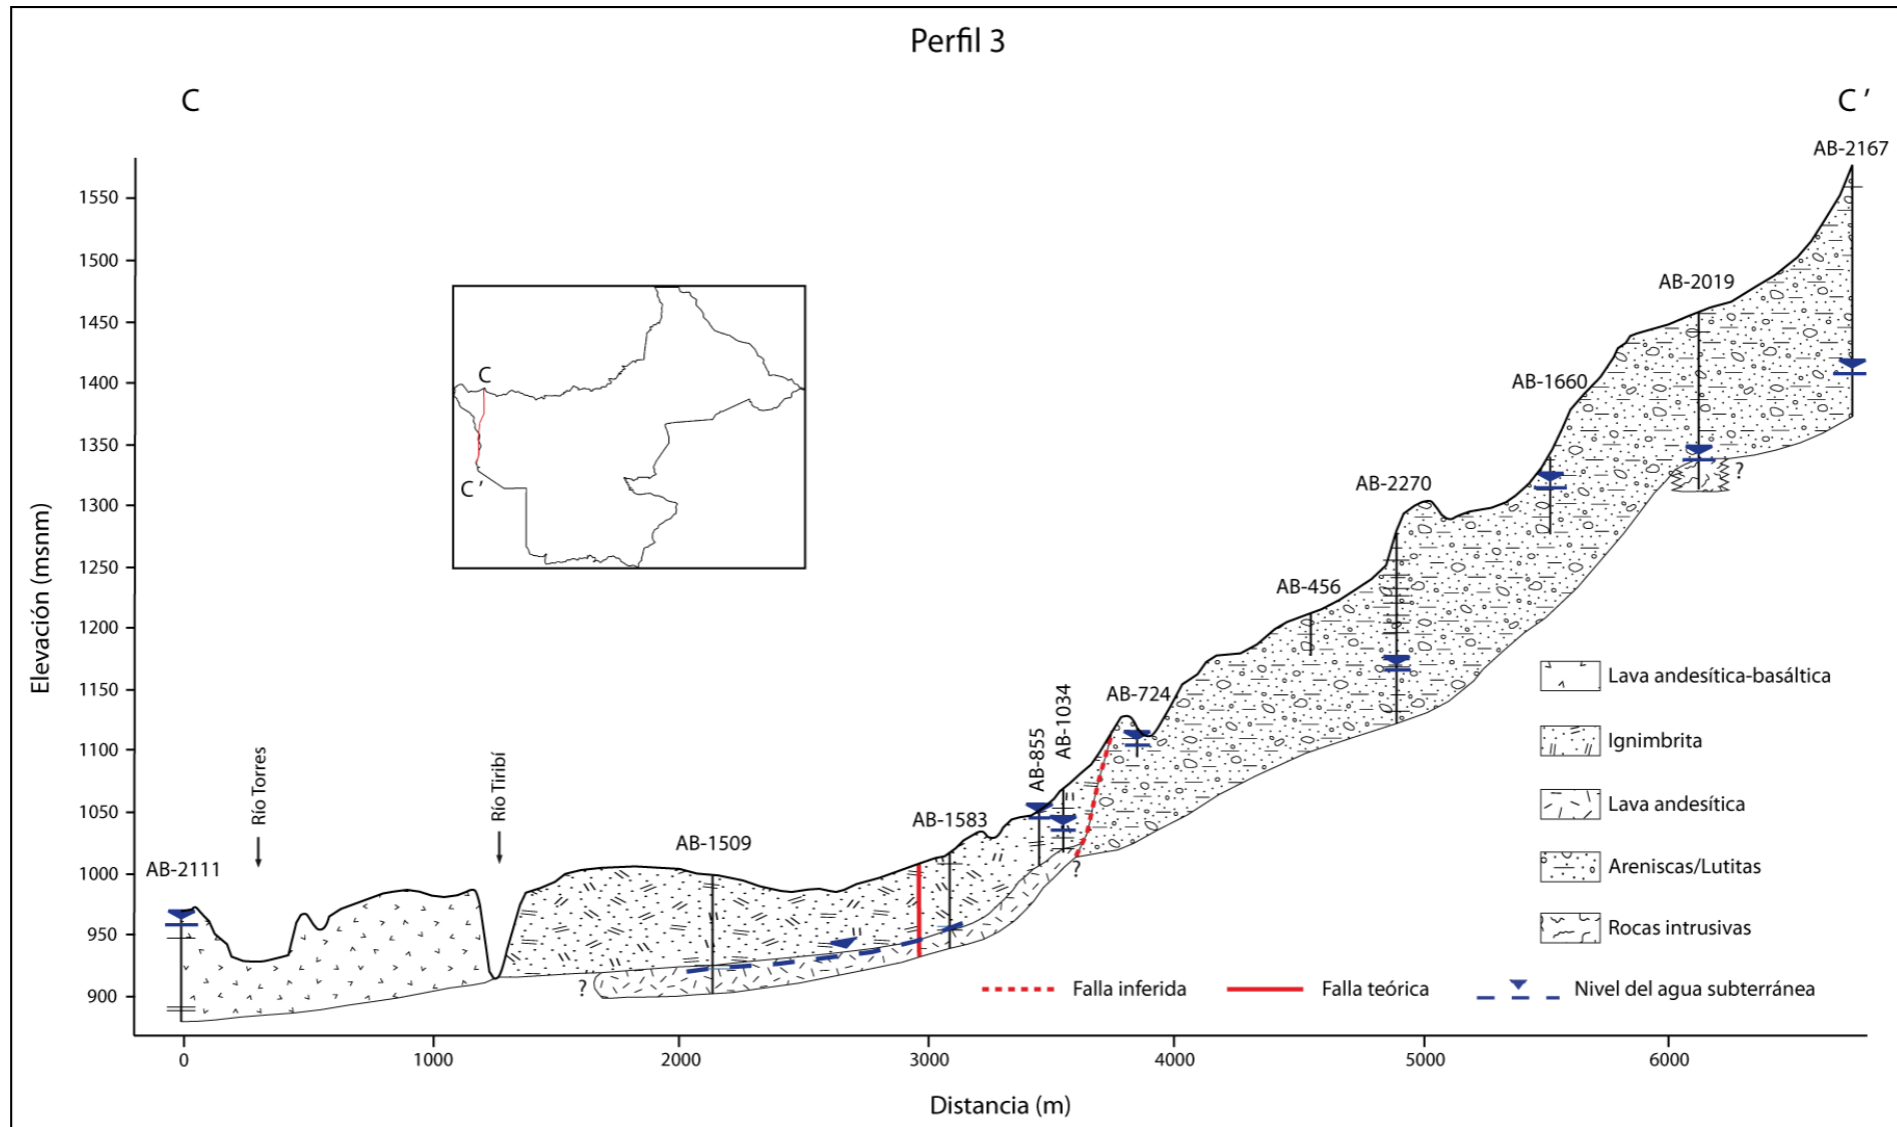 Perfil 3
C
C'
AB-2167
1550
1500
AB-2019
1450
1400
C
AB-1660
1350
C'
?
1300
AB-2270
1250
AB-456
1200
Elevación (msnm)
Lava andesítica-basáltica
1150
AB-724
AB-1034
AB-855
1100
Ignimbrita
Río Torres
Río Tiribí
1050
AB-1583
Lava andesítica
AB-1509
1000
AB-2111
?
Areniscas/Lutitas
950
Rocas intrusivas
900
?
Falla inferida
Falla teórica
Nivel del agua subterránea
0
1000
2000
3000
4000
5000
6000
Distancia (m)